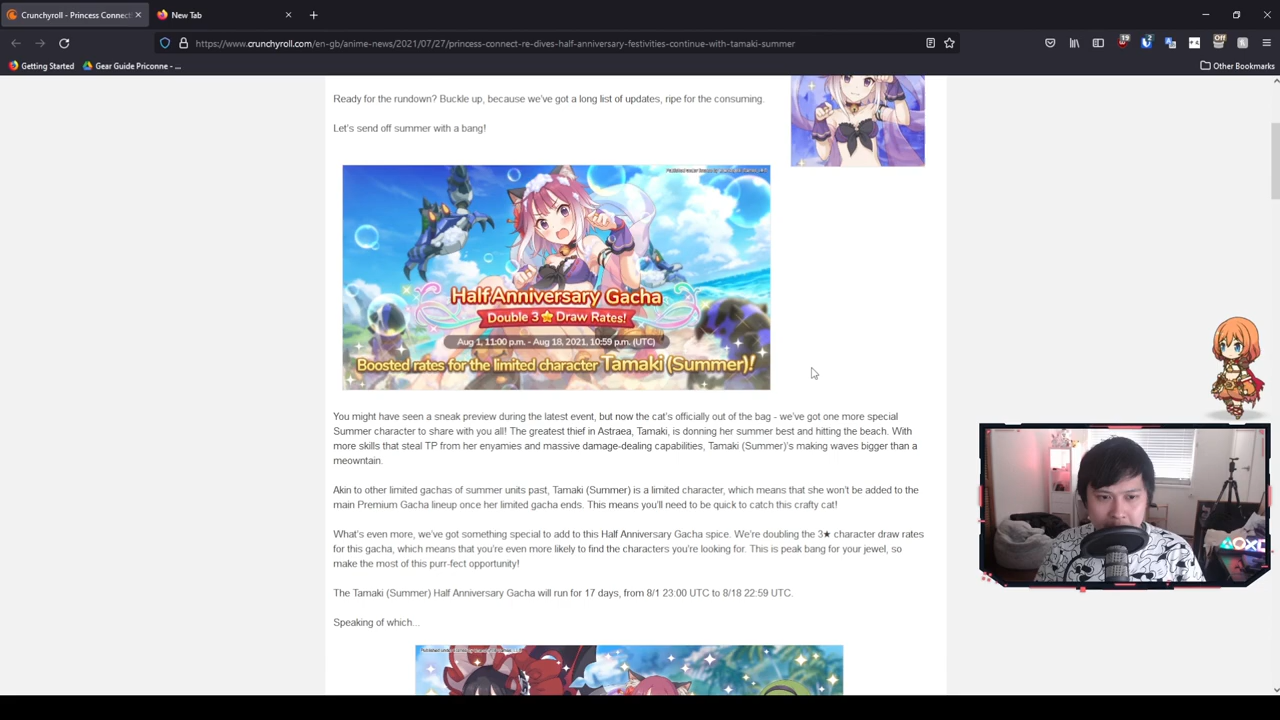 Crunchyroll - Princess Connect
New Tab
https://www.crunchyroll.com/en-gb/anime-news/2021/07/27/princess-connect-re-dives-half-anniversary-festivities-continue-with-tamaki-summer
19
2
Off
Getting Started
Gear Guide Priconne - ...
Other Bookmarks
Ready for the rundown? Buckle up, because we've got a long list of updates, ripe for the consuming.
Let's send off summer with a bang!
Half Anniversary Gacha
Double 3★ Draw Rates!
Aug 1, 11:00 p.m. - Aug 18, 2021, 10:59 p.m. (UTC)
Boosted rates for the limited character Tamaki (Summer)!
You might have seen a sneak preview during the latest event, but now the cat's officially out of the bag - we've got one more special
Summer character to share with you all! The greatest thief in Astraea, Tamaki, is donning her summer best and hitting the beach. With
more skills that steal TP from her enyamies and massive damage-dealing capabilities, Tamaki (Summer)'s making waves bigger than a
meowntain.
Akin to other limited gachas of summer units past, Tamaki (Summer) is a limited character, which means that she won't be added to the
main Premium Gacha lineup once her limited gacha ends. This means you'll need to be quick to catch this crafty cat!
What's even more, we've got something special to add to this Half Anniversary Gacha spice. We're doubling the 3★ character draw rates
for this gacha, which means that you're even more likely to find the characters you're looking for. This is peak bang for your jewel, so
make the most of this purr-fect opportunity!
The Tamaki (Summer) Half Anniversary Gacha will run for 17 days, from 8/1 23:00 UTC to 8/18 22:59 UTC.
Speaking of which...